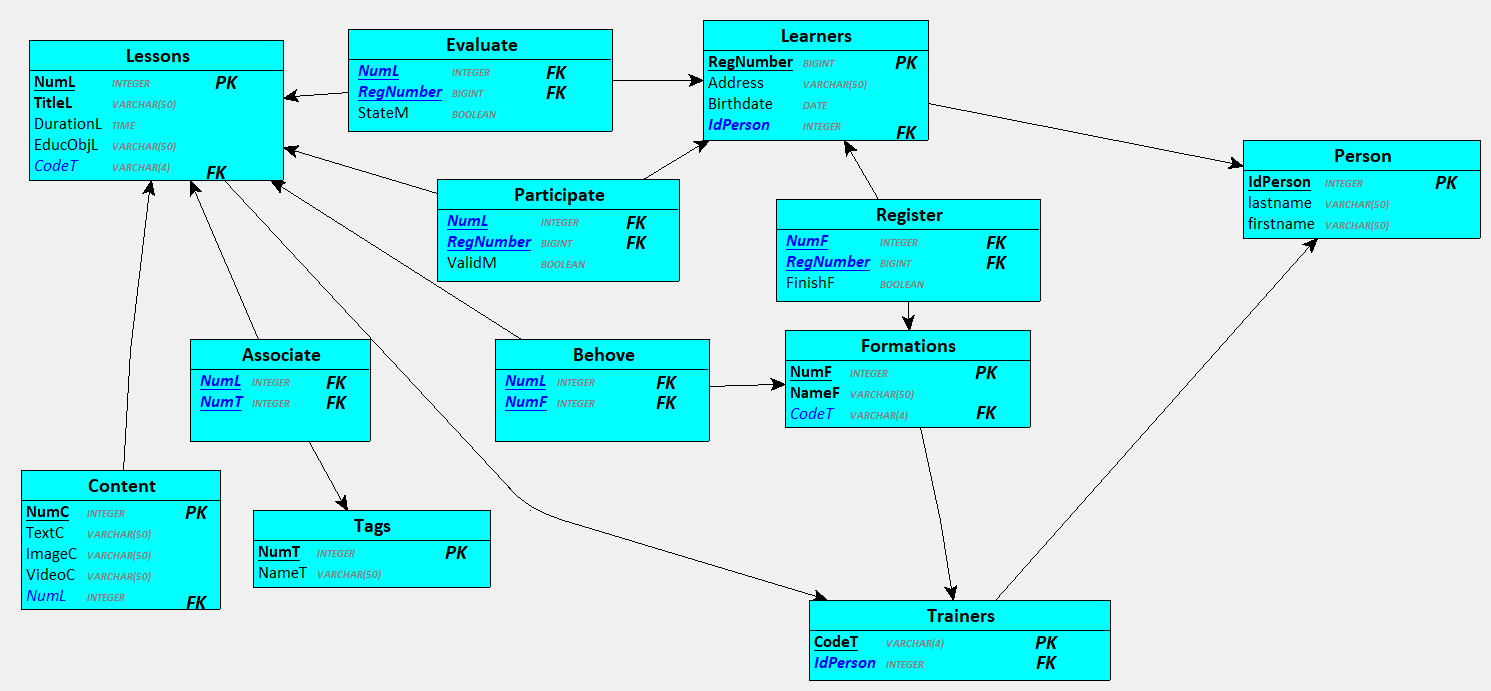 Lessons
NumL INTEGER PK
TitleL VARCHAR(50)
DurationL TIME
EducObjL VARCHAR(50)
CodeT VARCHAR(4) FK
Evaluate
NumL INTEGER FK
RegNumber BIGINT FK
StateM BOOLEAN
Learners
RegNumber BIGINT PK
Address VARCHAR(50)
Birthdate DATE
IdPerson INTEGER FK
Person
IdPerson INTEGER PK
lastname VARCHAR(50)
firstname VARCHAR(50)
Participate
NumL INTEGER FK
RegNumber BIGINT FK
ValidM BOOLEAN
Register
NumF INTEGER FK
RegNumber BIGINT FK
FinishF BOOLEAN
Associate
NumL INTEGER FK
NumT INTEGER FK
Behove
NumL INTEGER FK
NumF INTEGER FK
Formations
NumF INTEGER PK
NameF VARCHAR(50)
CodeT VARCHAR(4) FK
Content
NumC INTEGER PK
TextC VARCHAR(50)
ImageC VARCHAR(50)
VideoC VARCHAR(50)
NumL INTEGER FK
Tags
NumT INTEGER PK
NameT VARCHAR(50)
Trainers
CodeT VARCHAR(4) PK
IdPerson INTEGER FK